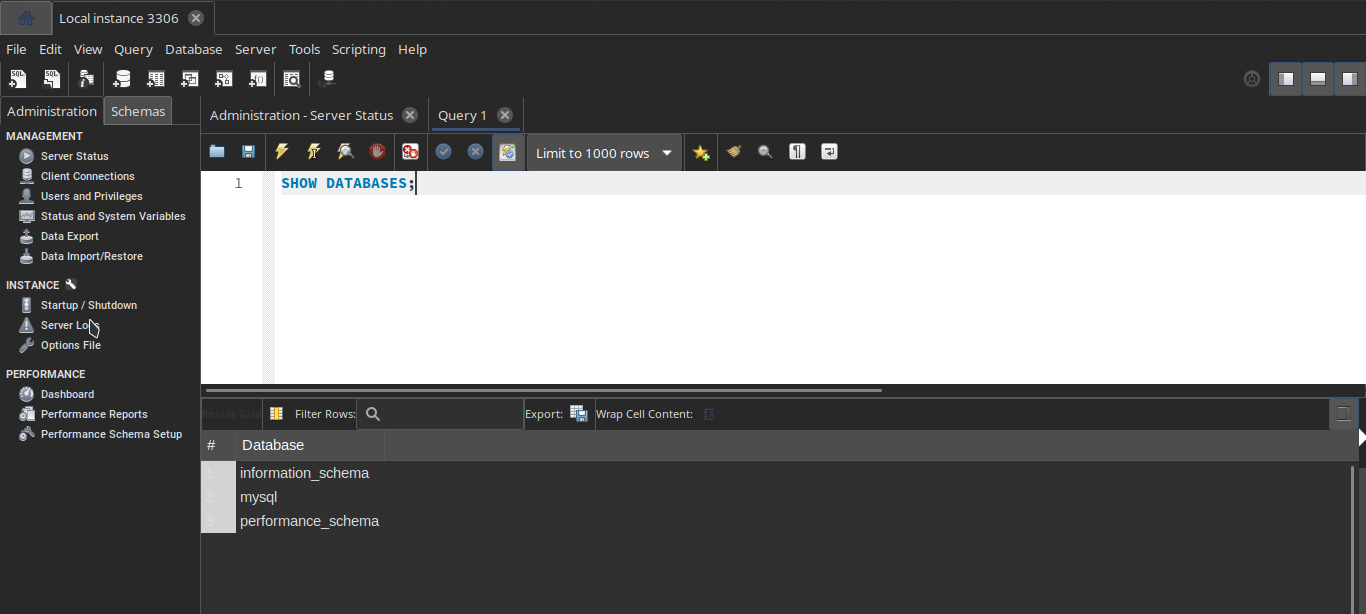 Local instance 3306
File Edit View Query Database Server Tools Scripting Help
Administration Schemas
MANAGEMENT
Server Status
Client Connections
Users and Privileges
Status and System Variables
Data Export
Data Import/Restore
INSTANCE
Startup / Shutdown
Server Logs
Options File
PERFORMANCE
Dashboard
Performance Reports
Performance Schema Setup
Administration - Server Status Query 1
Limit to 1000 rows
1 SHOW DATABASES;
Result Grid Filter Rows: Export: Wrap Cell Content:
# Database
1 information_schema
2 mysql
3 performance_schema